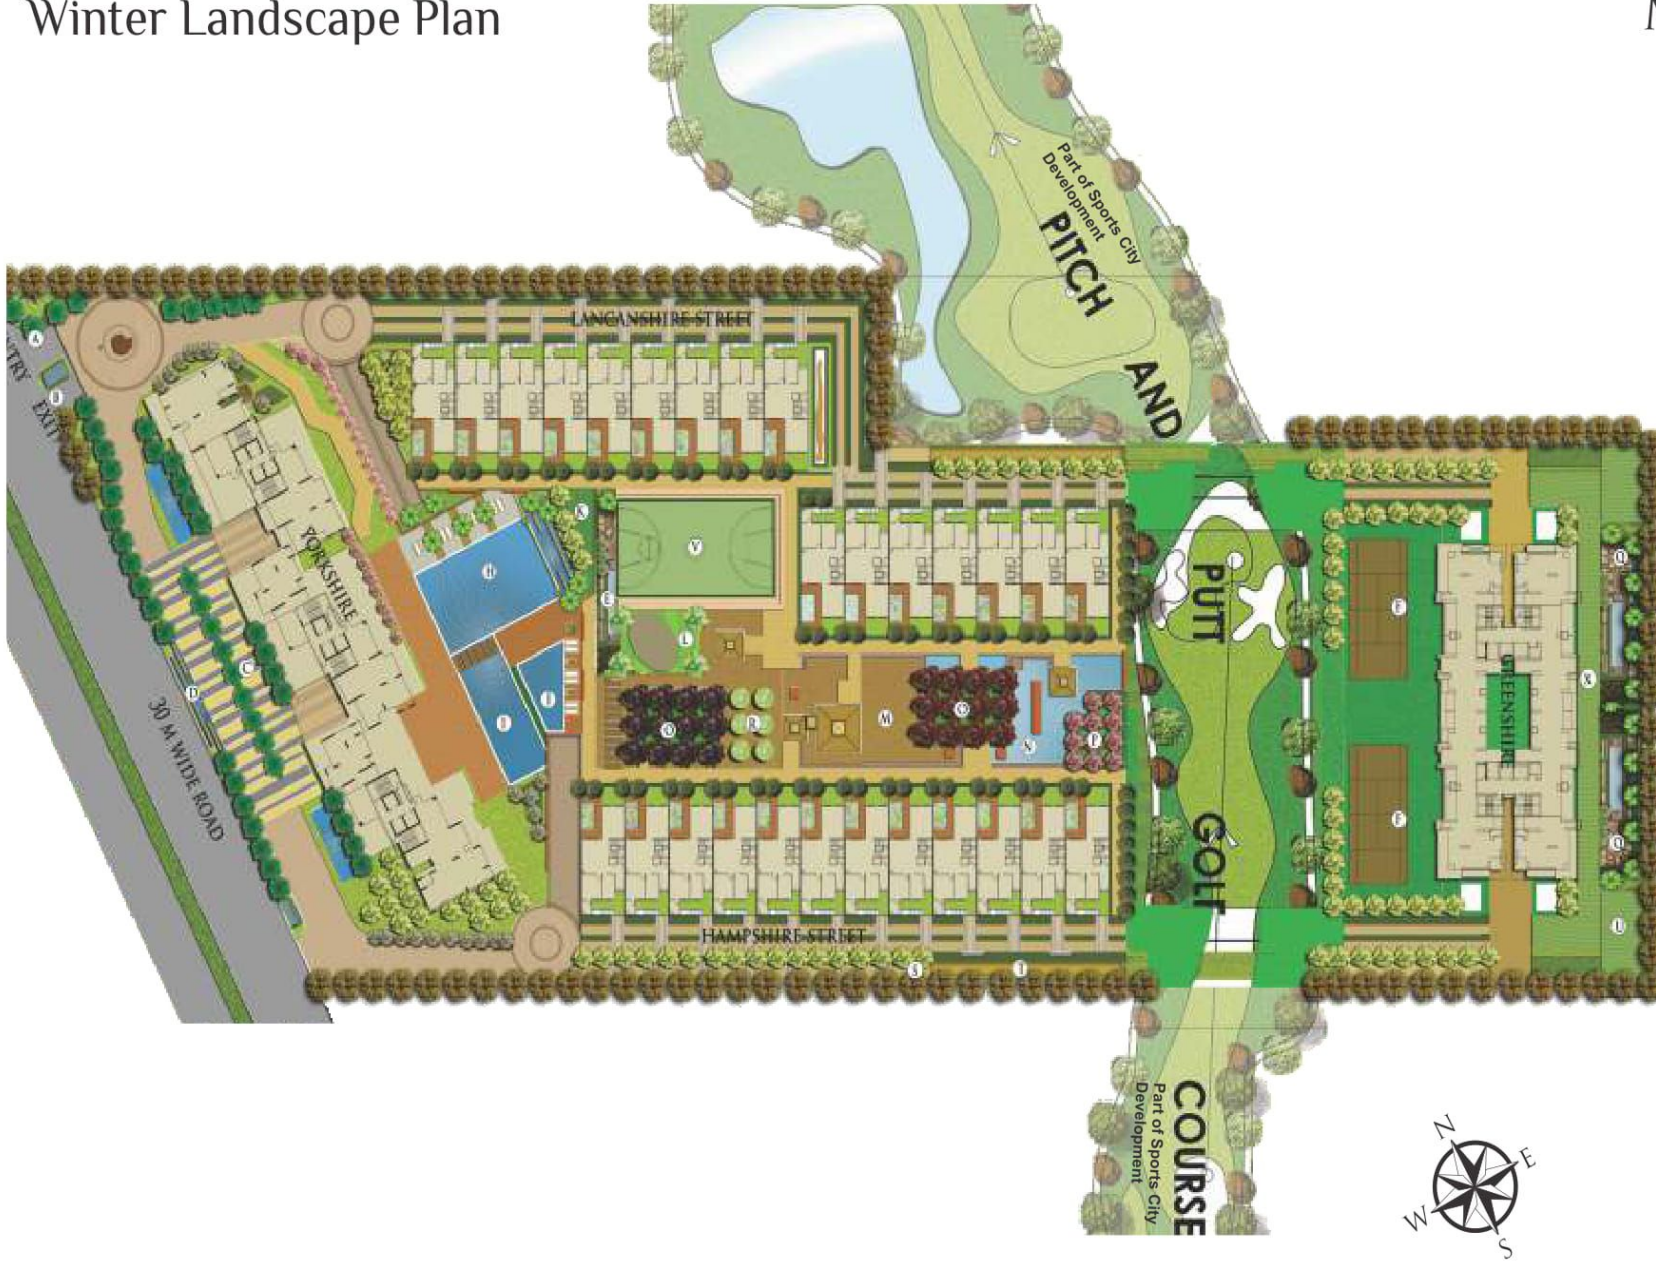 Winter Landscape Plan
Part of Sports City
Development
PITCH
AND
LANCANSHIRE STREET
A
EXIT
YORKSHIRE
K
V
H
E
L
C
D
30 M WIDE ROAD
O
R
M
N
P
PUTT
GOLF
F
F
GREENSHIRE
HAMPSHIRE STREET
S
T
COURSE
Part of Sports City
Development
N
E
W
S